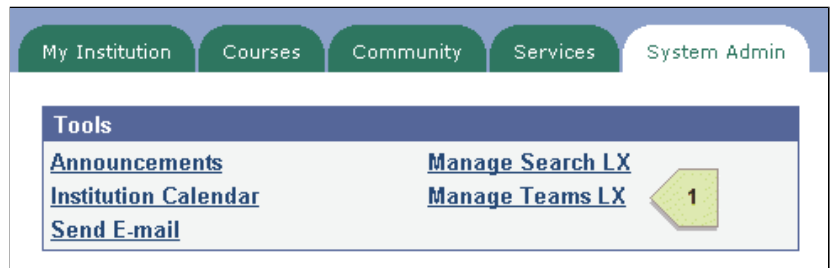 My Institution Courses Community Services System Admin
Tools
Announcements Manage Search LX
Institution Calendar Manage Teams LX 1
Send E-mail